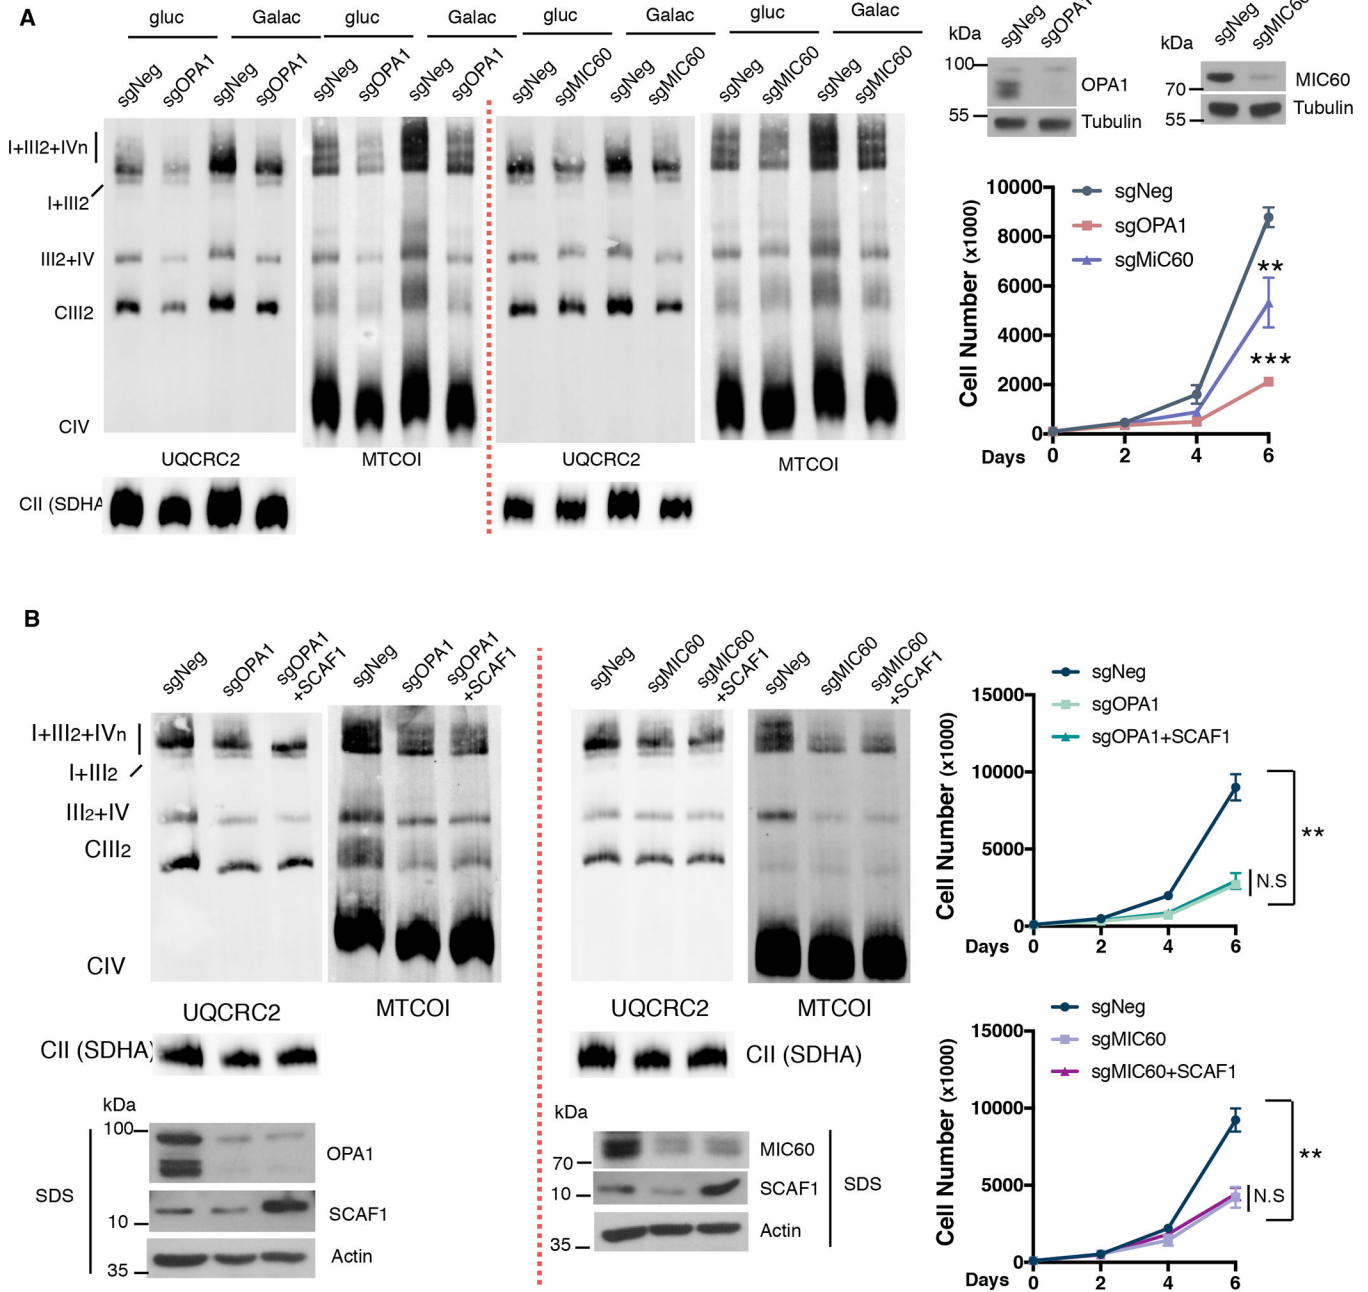 A
gluc Galac gluc Galac gluc Galac gluc Galac
sgNeg sgOPA1 sgNeg sgOPA1 sgNeg sgOPA1 sgNeg sgOPA1 sgNeg sgMIC60 sgNeg sgMIC60 sgNeg sgMIC60 sgNeg sgMIC60
I+III2+IVn
I+III2
III2+IV
CIII2
CIV
UQCRC2 MTCOI UQCRC2 MTCOI
CII (SDHA
kDa sgNeg sgOPA1
100
OPA1
55
Tubulin
kDa sgNeg sgMIC60
70
MIC60
55
Tubulin
10000
8000
6000
4000
2000
0
Cell Number (x1000)
sgNeg
sgOPA1
sgMiC60
**
***
Days 0 2 4 6
B
sgNeg sgOPA1 sgOPA1 +SCAF1 sgNeg sgOPA1 sgOPA1 +SCAF1
sgNeg sgMIC60 sgMIC60 +SCAF1 sgNeg sgMIC60 sgMIC60 +SCAF1
I+III2+IVn
I+III2
III2+IV
CIII2
CIV
UQCRC2 MTCOI UQCRC2 MTCOI
CII (SDHA) CII (SDHA)
kDa
100
OPA1
SDS
SCAF1
10
Actin
35
kDa
MIC60
70
SCAF1
SDS
10
Actin
35
sgNeg
sgOPA1
sgOPA1+SCAF1
15000
10000
5000
0
Cell Number (x1000)
N.S
**
Days 0 2 4 6
sgNeg
sgMIC60
sgMIC60+SCAF1
15000
10000
5000
0
Cell Number (x1000)
N.S
**
Days 0 2 4 6